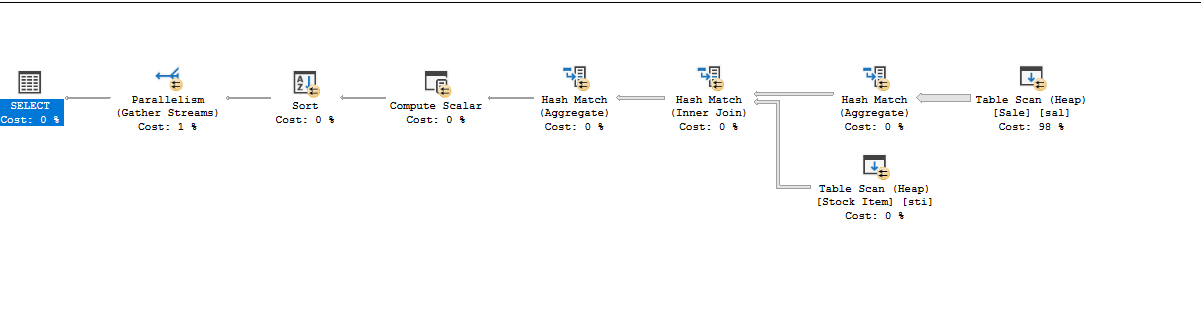 SELECT
Cost: 0 %
Parallelism
(Gather Streams)
Cost: 1 %
Sort
Cost: 0 %
Compute Scalar
Cost: 0 %
Hash Match
(Aggregate)
Cost: 0 %
Hash Match
(Inner Join)
Cost: 0 %
Hash Match
(Aggregate)
Cost: 0 %
Table Scan (Heap)
[Sale] [sal]
Cost: 98 %
Table Scan (Heap)
[Stock Item] [sti]
Cost: 0 %